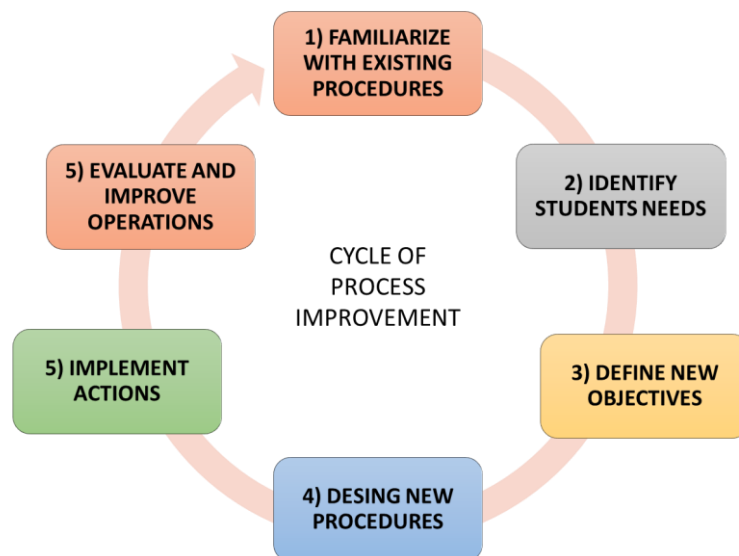 1) FAMILIARIZE
WITH EXISTING
PROCEDURES
2) IDENTIFY
STUDENTS NEEDS
3) DEFINE NEW
OBJECTIVES
4) DESING NEW
PROCEDURES
5) IMPLEMENT
ACTIONS
5) EVALUATE AND
IMPROVE
OPERATIONS
CYCLE OF
PROCESS
IMPROVEMENT